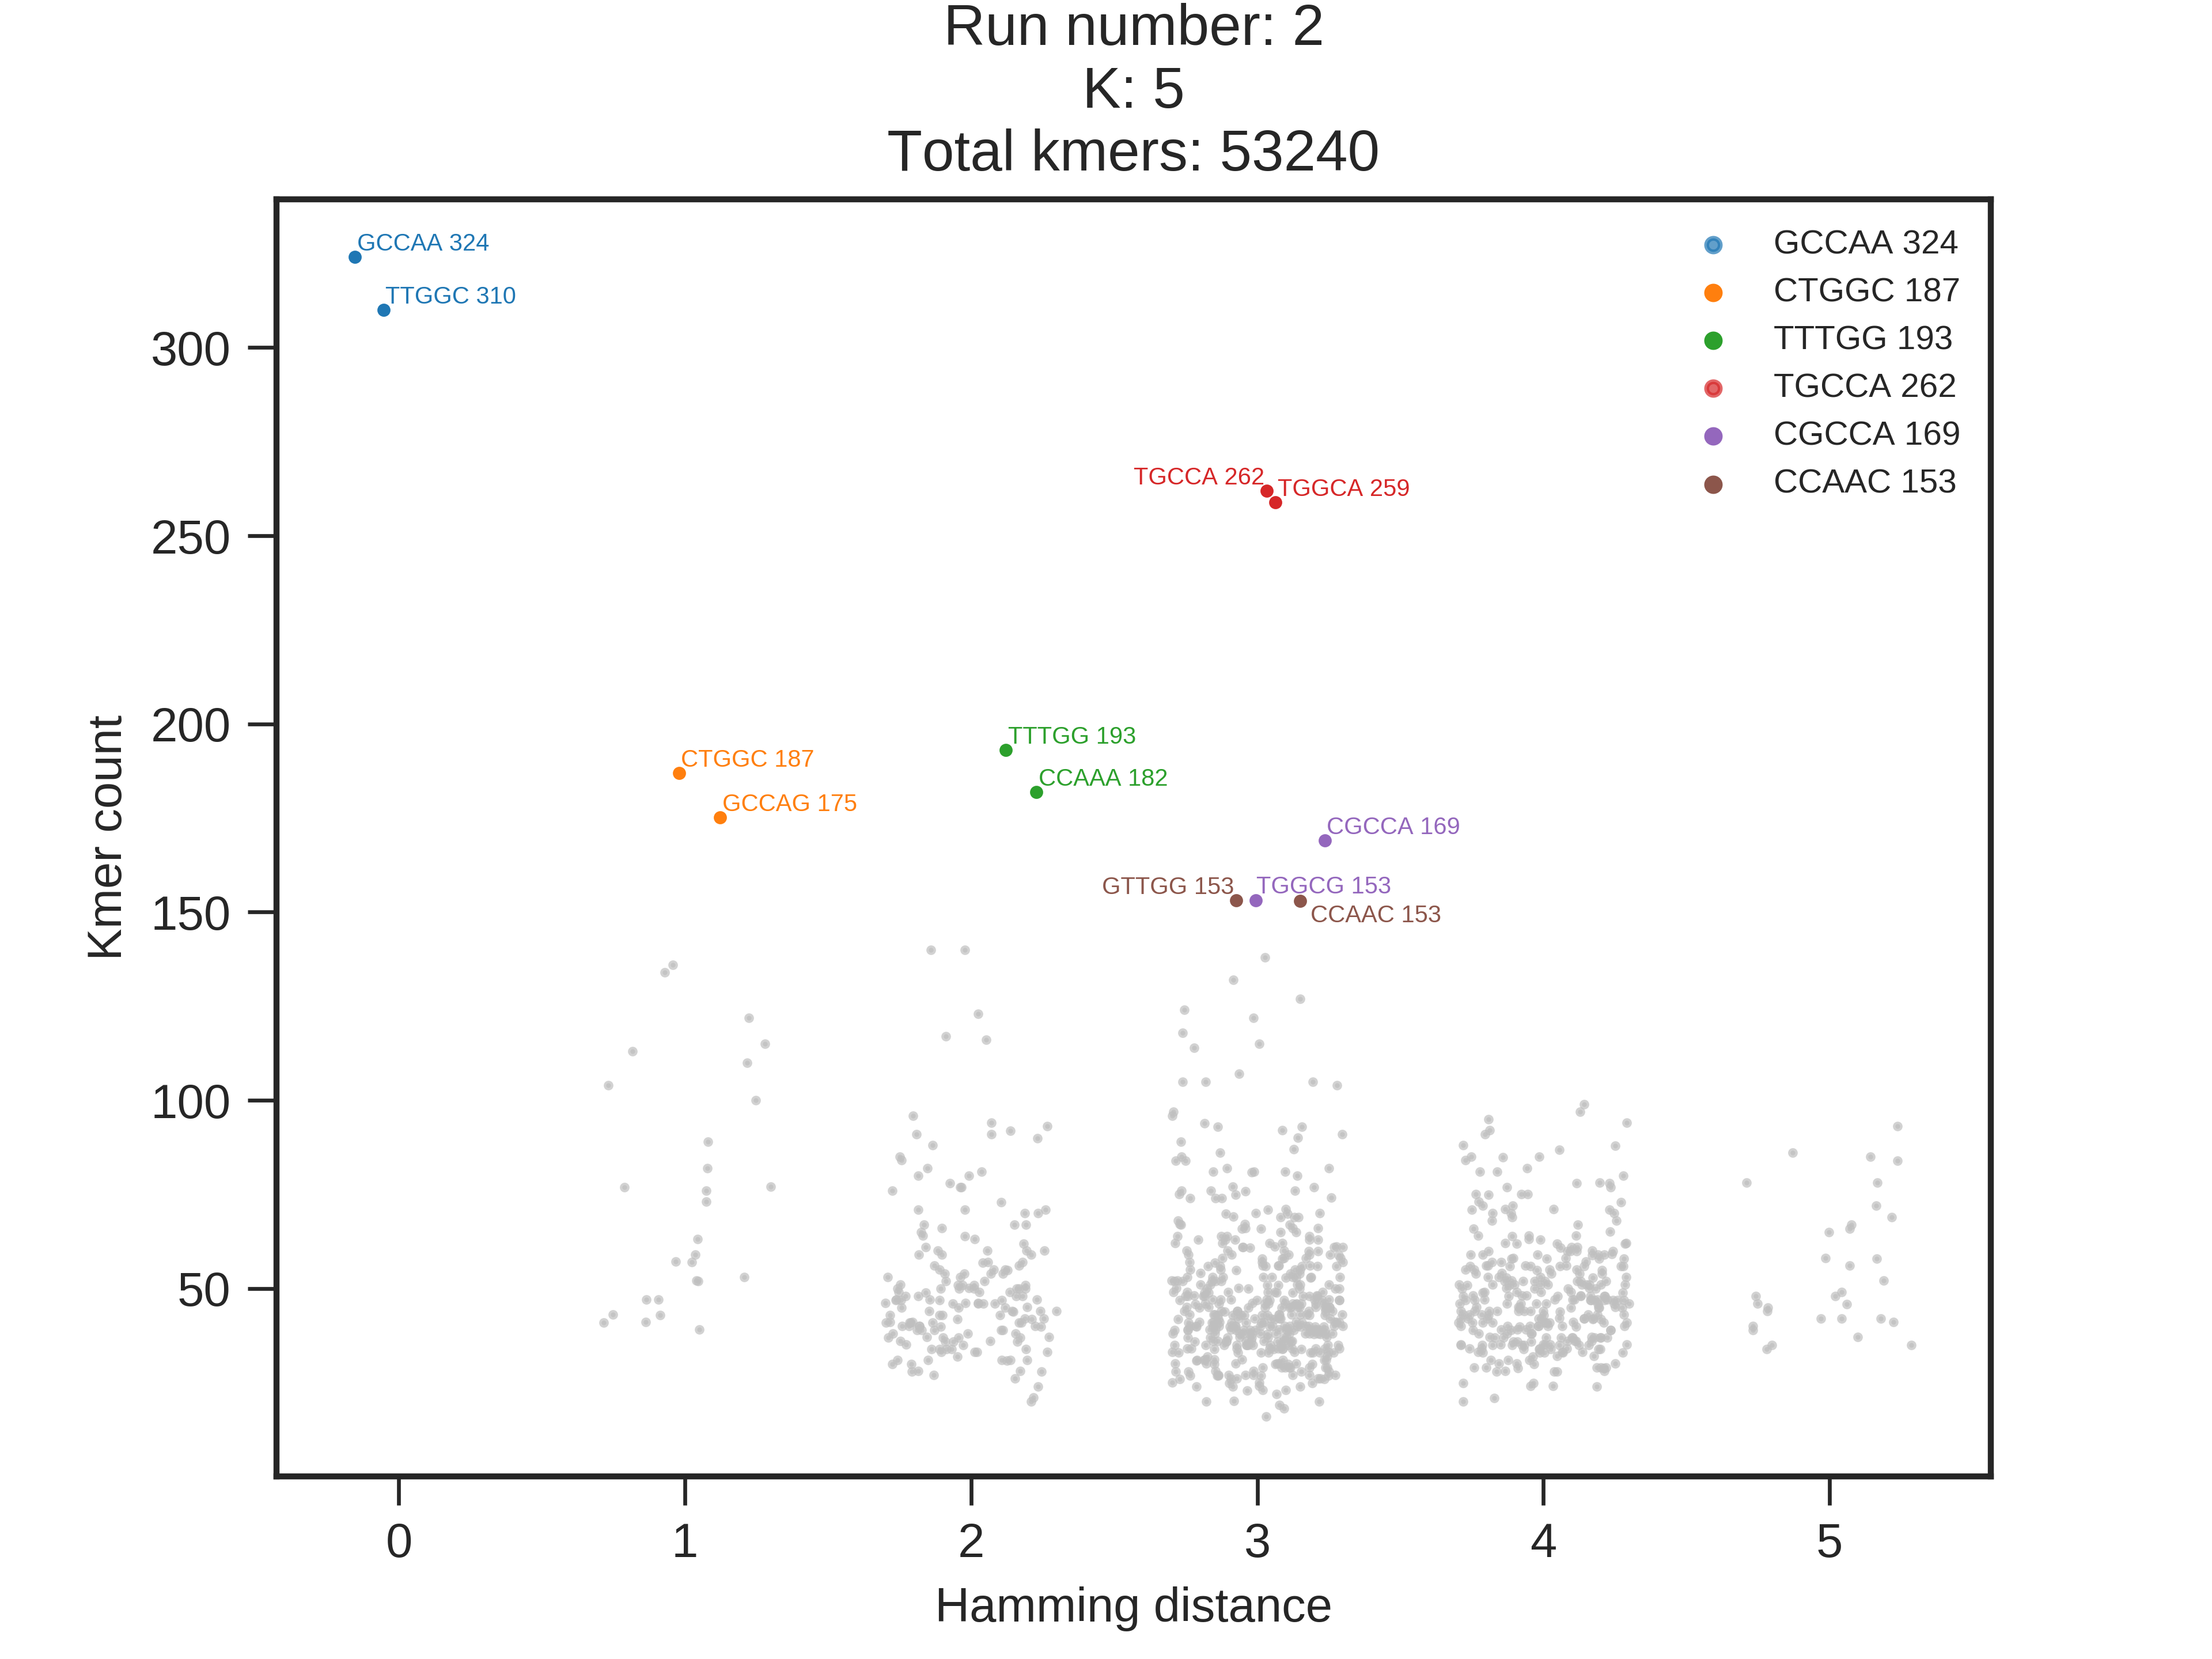 Run number: 2
K: 5
Total kmers: 53240
GCCAA 324
TTGGC 310
GCCAA 324
CTGGC 187
TTTGG 193
TGCCA 262
CGCCA 169
CCAAC 153
TGCCA 262
TGGCA 259
TTTGG 193
CTGGC 187
CCAAA 182
GCCAG 175
CGCCA 169
GTTGG 153
TGGCG 153
CCAAC 153
300
250
200
150
100
50
Kmer count
0 1 2 3 4 5
Hamming distance